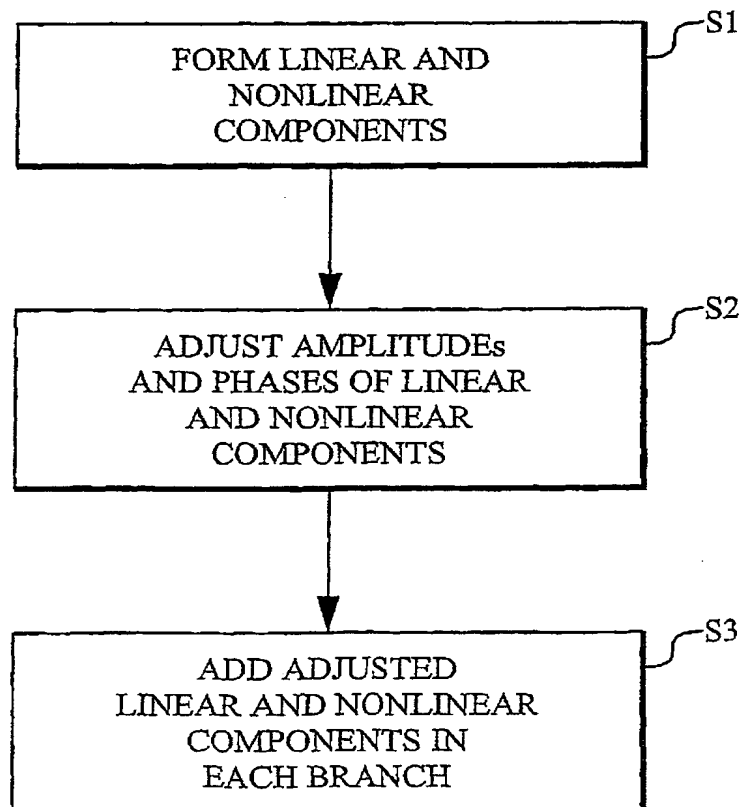 S1
FORM LINEAR AND
NONLINEAR
COMPONENTS
S2
ADJUST AMPLITUDEs
AND PHASES OF LINEAR
AND NONLINEAR
COMPONENTS
S3
ADD ADJUSTED
LINEAR AND NONLINEAR
COMPONENTS IN
EACH BRANCH